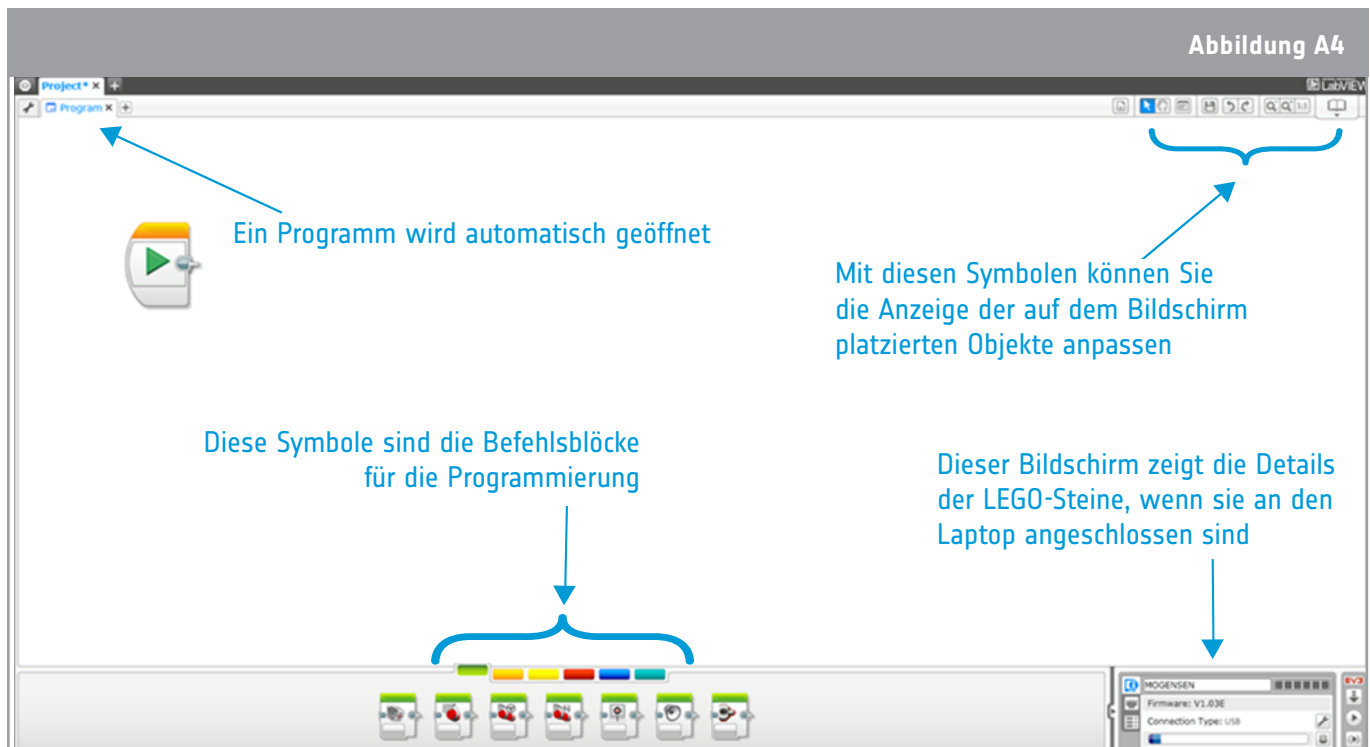 Abbildung A4
Project*
LabVIEW
Program
1:1
Ein Programm wird automatisch geöffnet
Mit diesen Symbolen können Sie
die Anzeige der auf dem Bildschirm
platzierten Objekte anpassen
Diese Symbole sind die Befehlsblöcke
für die Programmierung
Dieser Bildschirm zeigt die Details
der LEGO-Steine, wenn sie an den
Laptop angeschlossen sind
MOGENSEN
EV3
Firmware: V1.03E
Connection Type: USB